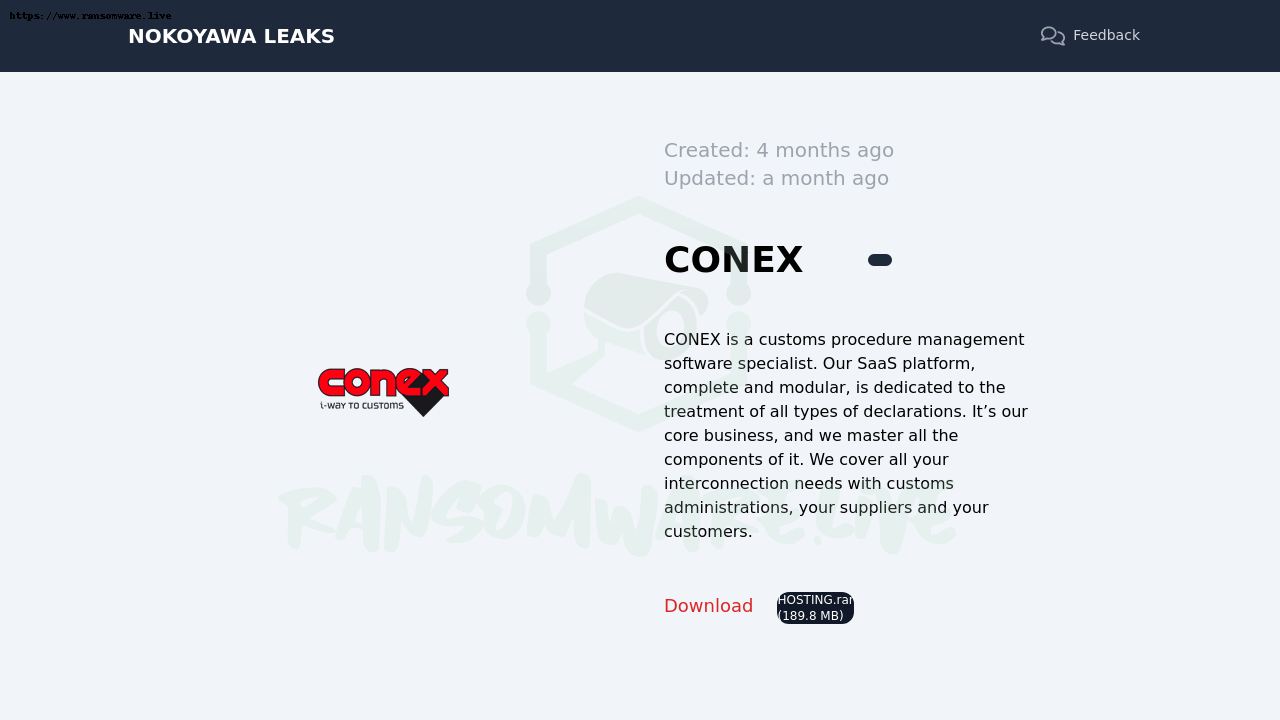 https://www.ransomware.live
NOKOYAWA LEAKS
Feedback
Created: 4 months ago
Updated: a month ago
CONEX
CONEX is a customs procedure management
software specialist. Our SaaS platform,
complete and modular, is dedicated to the
treatment of all types of declarations. It’s our
core business, and we master all the
components of it. We cover all your
interconnection needs with customs
administrations, your suppliers and your
customers.
conex
i-WAY TO CUSTOMS
RANSOMWARE.LIVE
Download
HOSTING.rar
(189.8 MB)